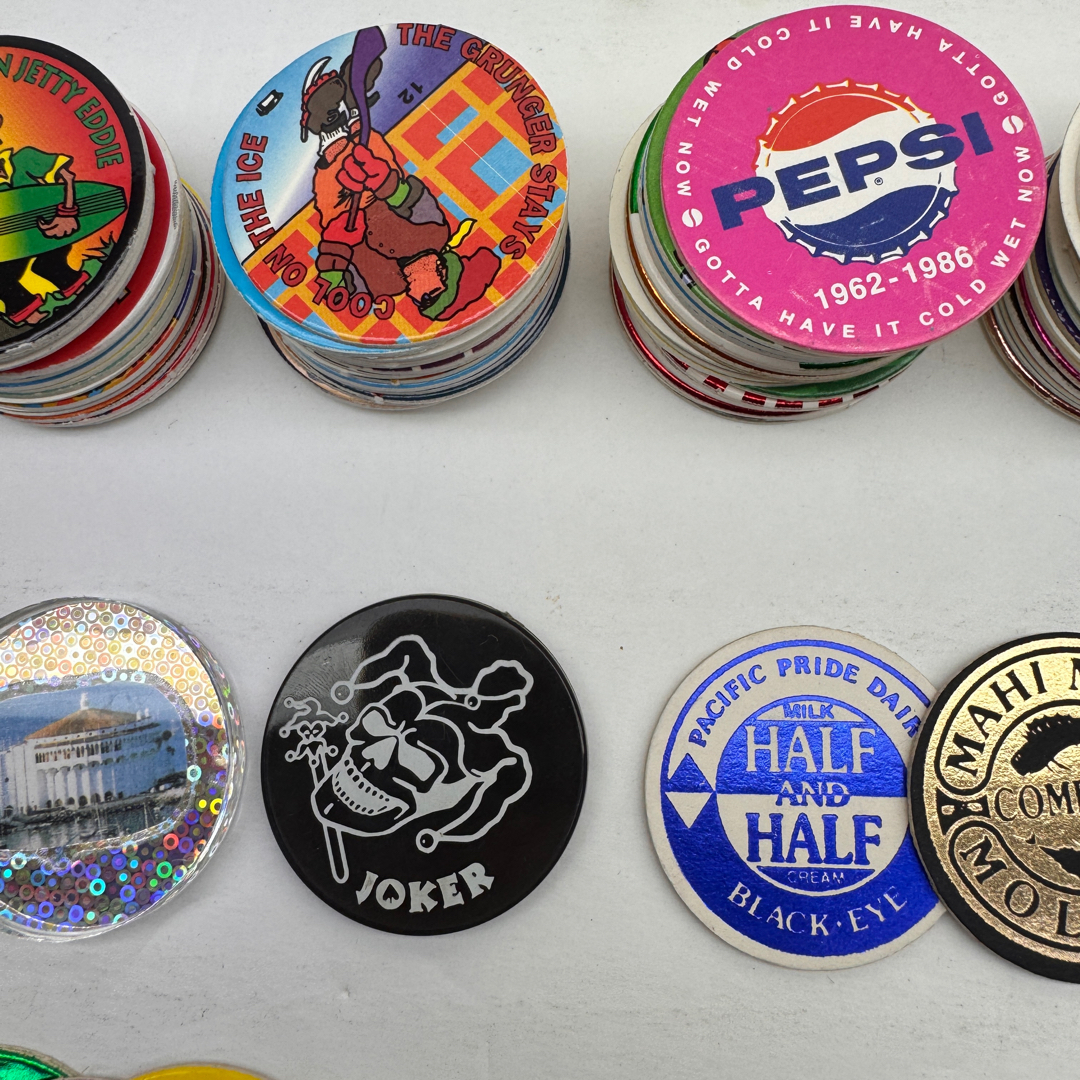 N JETTY EDDIE
THE GRUNGER STAYS
COOL ON THE ICE
12
GOTTA HAVE IT COLD WET NOW
GOTTA HAVE IT COLD WET NOW
PEPSI
®
1962-1986
JOKER
PACIFIC PRIDE DAIR
MILK
HALF
AND
HALF
CREAM
BLACK·EYE
MAHI M
COM
MOL